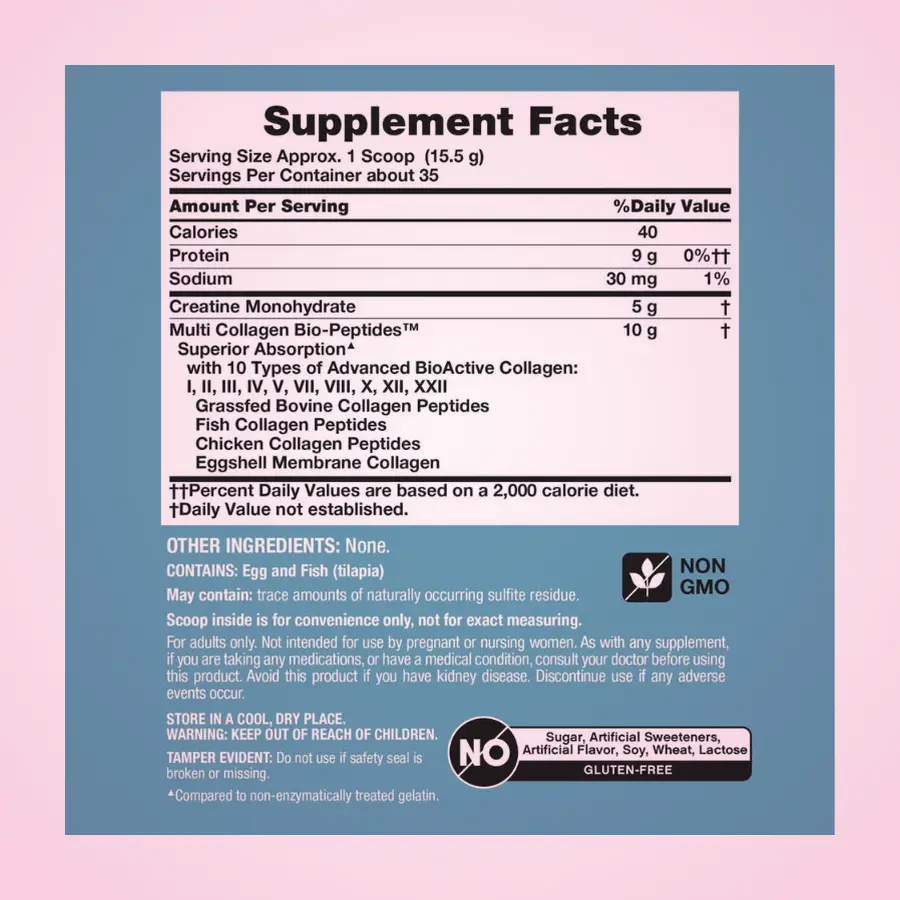 Supplement Facts
Serving Size Approx. 1 Scoop (15.5 g)
Servings Per Container about 35
Amount Per Serving %Daily Value
Calories 40
Protein 9 g 0%††
Sodium 30 mg 1%
Creatine Monohydrate 5 g †
Multi Collagen Bio-Peptides™ 10 g †
Superior Absorption▲
with 10 Types of Advanced BioActive Collagen:
I, II, III, IV, V, VII, VIII, X, XII, XXII
Grassfed Bovine Collagen Peptides
Fish Collagen Peptides
Chicken Collagen Peptides
Eggshell Membrane Collagen
††Percent Daily Values are based on a 2,000 calorie diet.
†Daily Value not established.
OTHER INGREDIENTS: None.
CONTAINS: Egg and Fish (tilapia)
May contain: trace amounts of naturally occurring sulfite residue.
NON
GMO
Scoop inside is for convenience only, not for exact measuring.
For adults only. Not intended for use by pregnant or nursing women. As with any supplement,
if you are taking any medications, or have a medical condition, consult your doctor before using
this product. Avoid this product if you have kidney disease. Discontinue use if any adverse
events occur.
STORE IN A COOL, DRY PLACE.
WARNING: KEEP OUT OF REACH OF CHILDREN.
TAMPER EVIDENT: Do not use if safety seal is
broken or missing.
▲Compared to non-enzymatically treated gelatin.
NO
Sugar, Artificial Sweeteners,
Artificial Flavor, Soy, Wheat, Lactose
GLUTEN-FREE